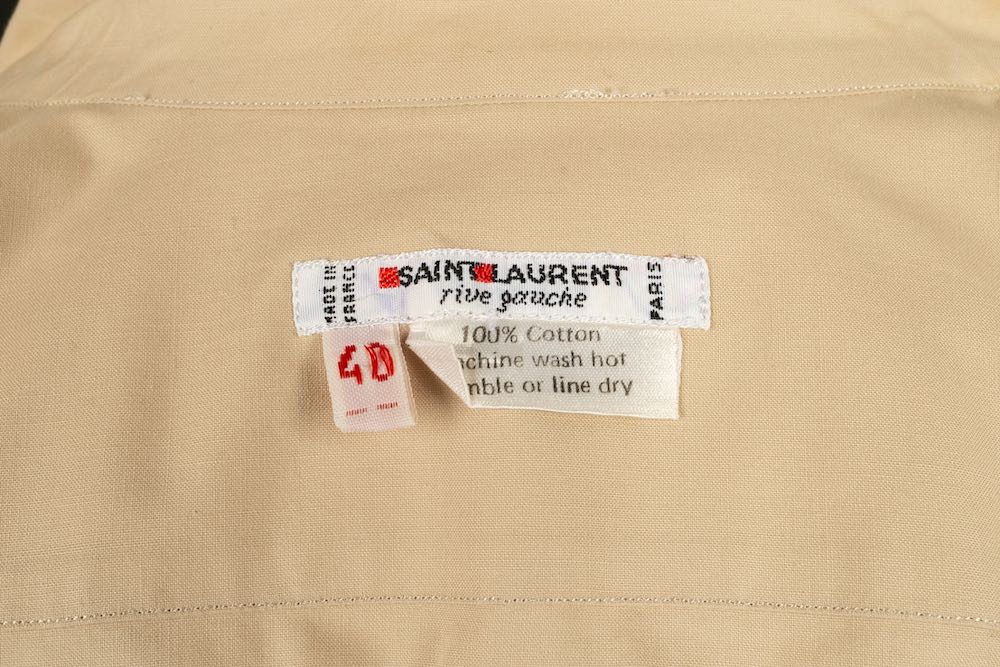 MADE IN
FRANCE
SAINT LAURENT
rive gauche
PARIS
40
100% Cotton
chine wash hot
mble or line dry